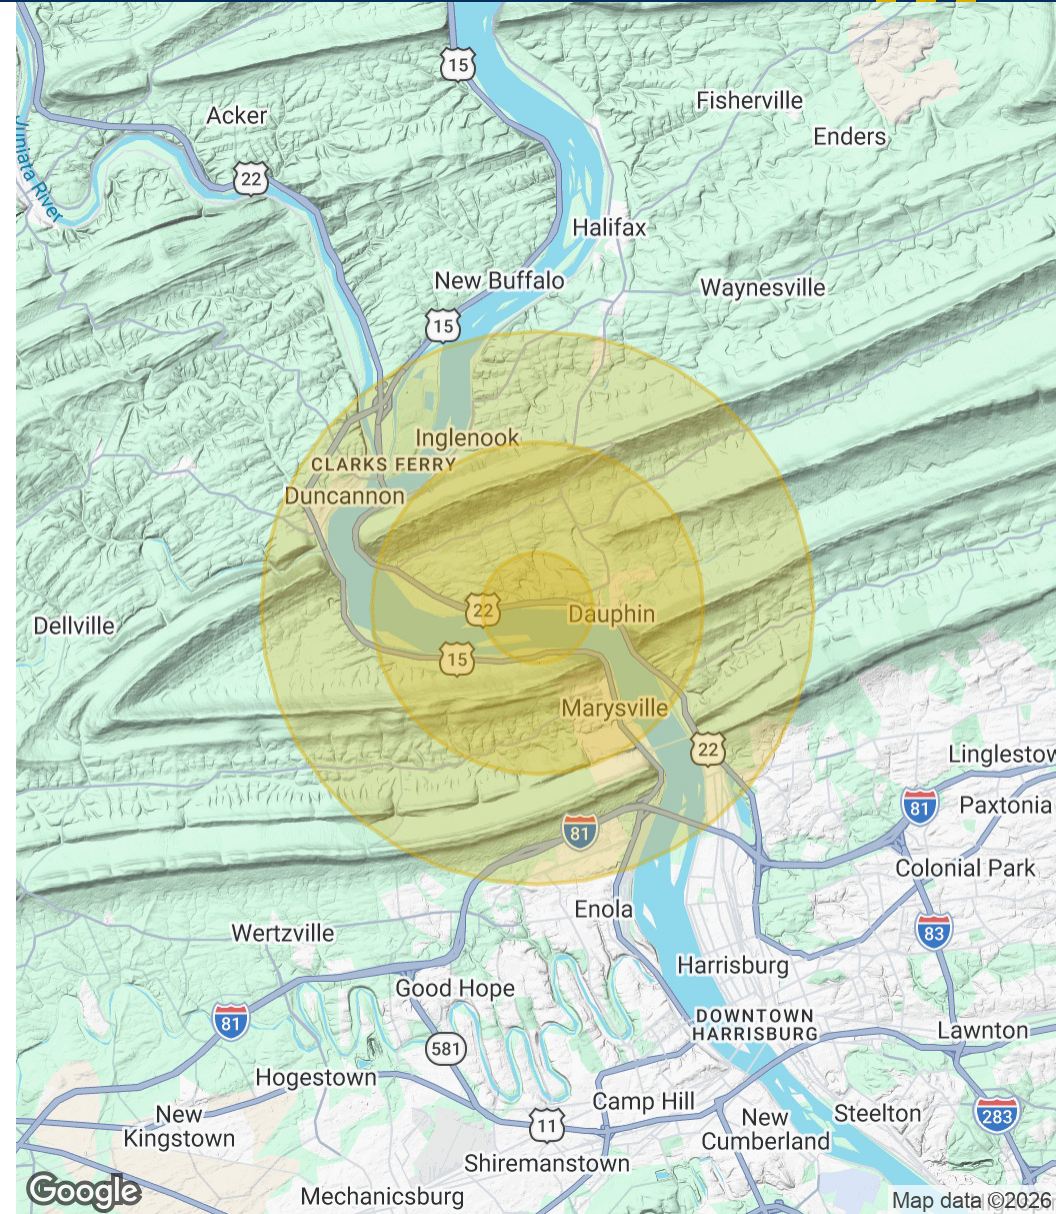 15
Fisherville
Acker
Enders
Juniata River
22
Halifax
New Buffalo
Waynesville
15
Inglenook
CLARKS FERRY
Duncannon
22
Dauphin
Dellville
15
Marysville
22
Linglestow
81
Paxtonia
81
Colonial Park
Enola
83
Wertzville
Harrisburg
Good Hope
81
DOWNTOWN
HARRISBURG
Lawnton
581
Hogestown
Camp Hill
283
New
Kingstown
11
New
Cumberland
Steelton
Shiremanstown
Google
Mechanicsburg
Map data ©2026